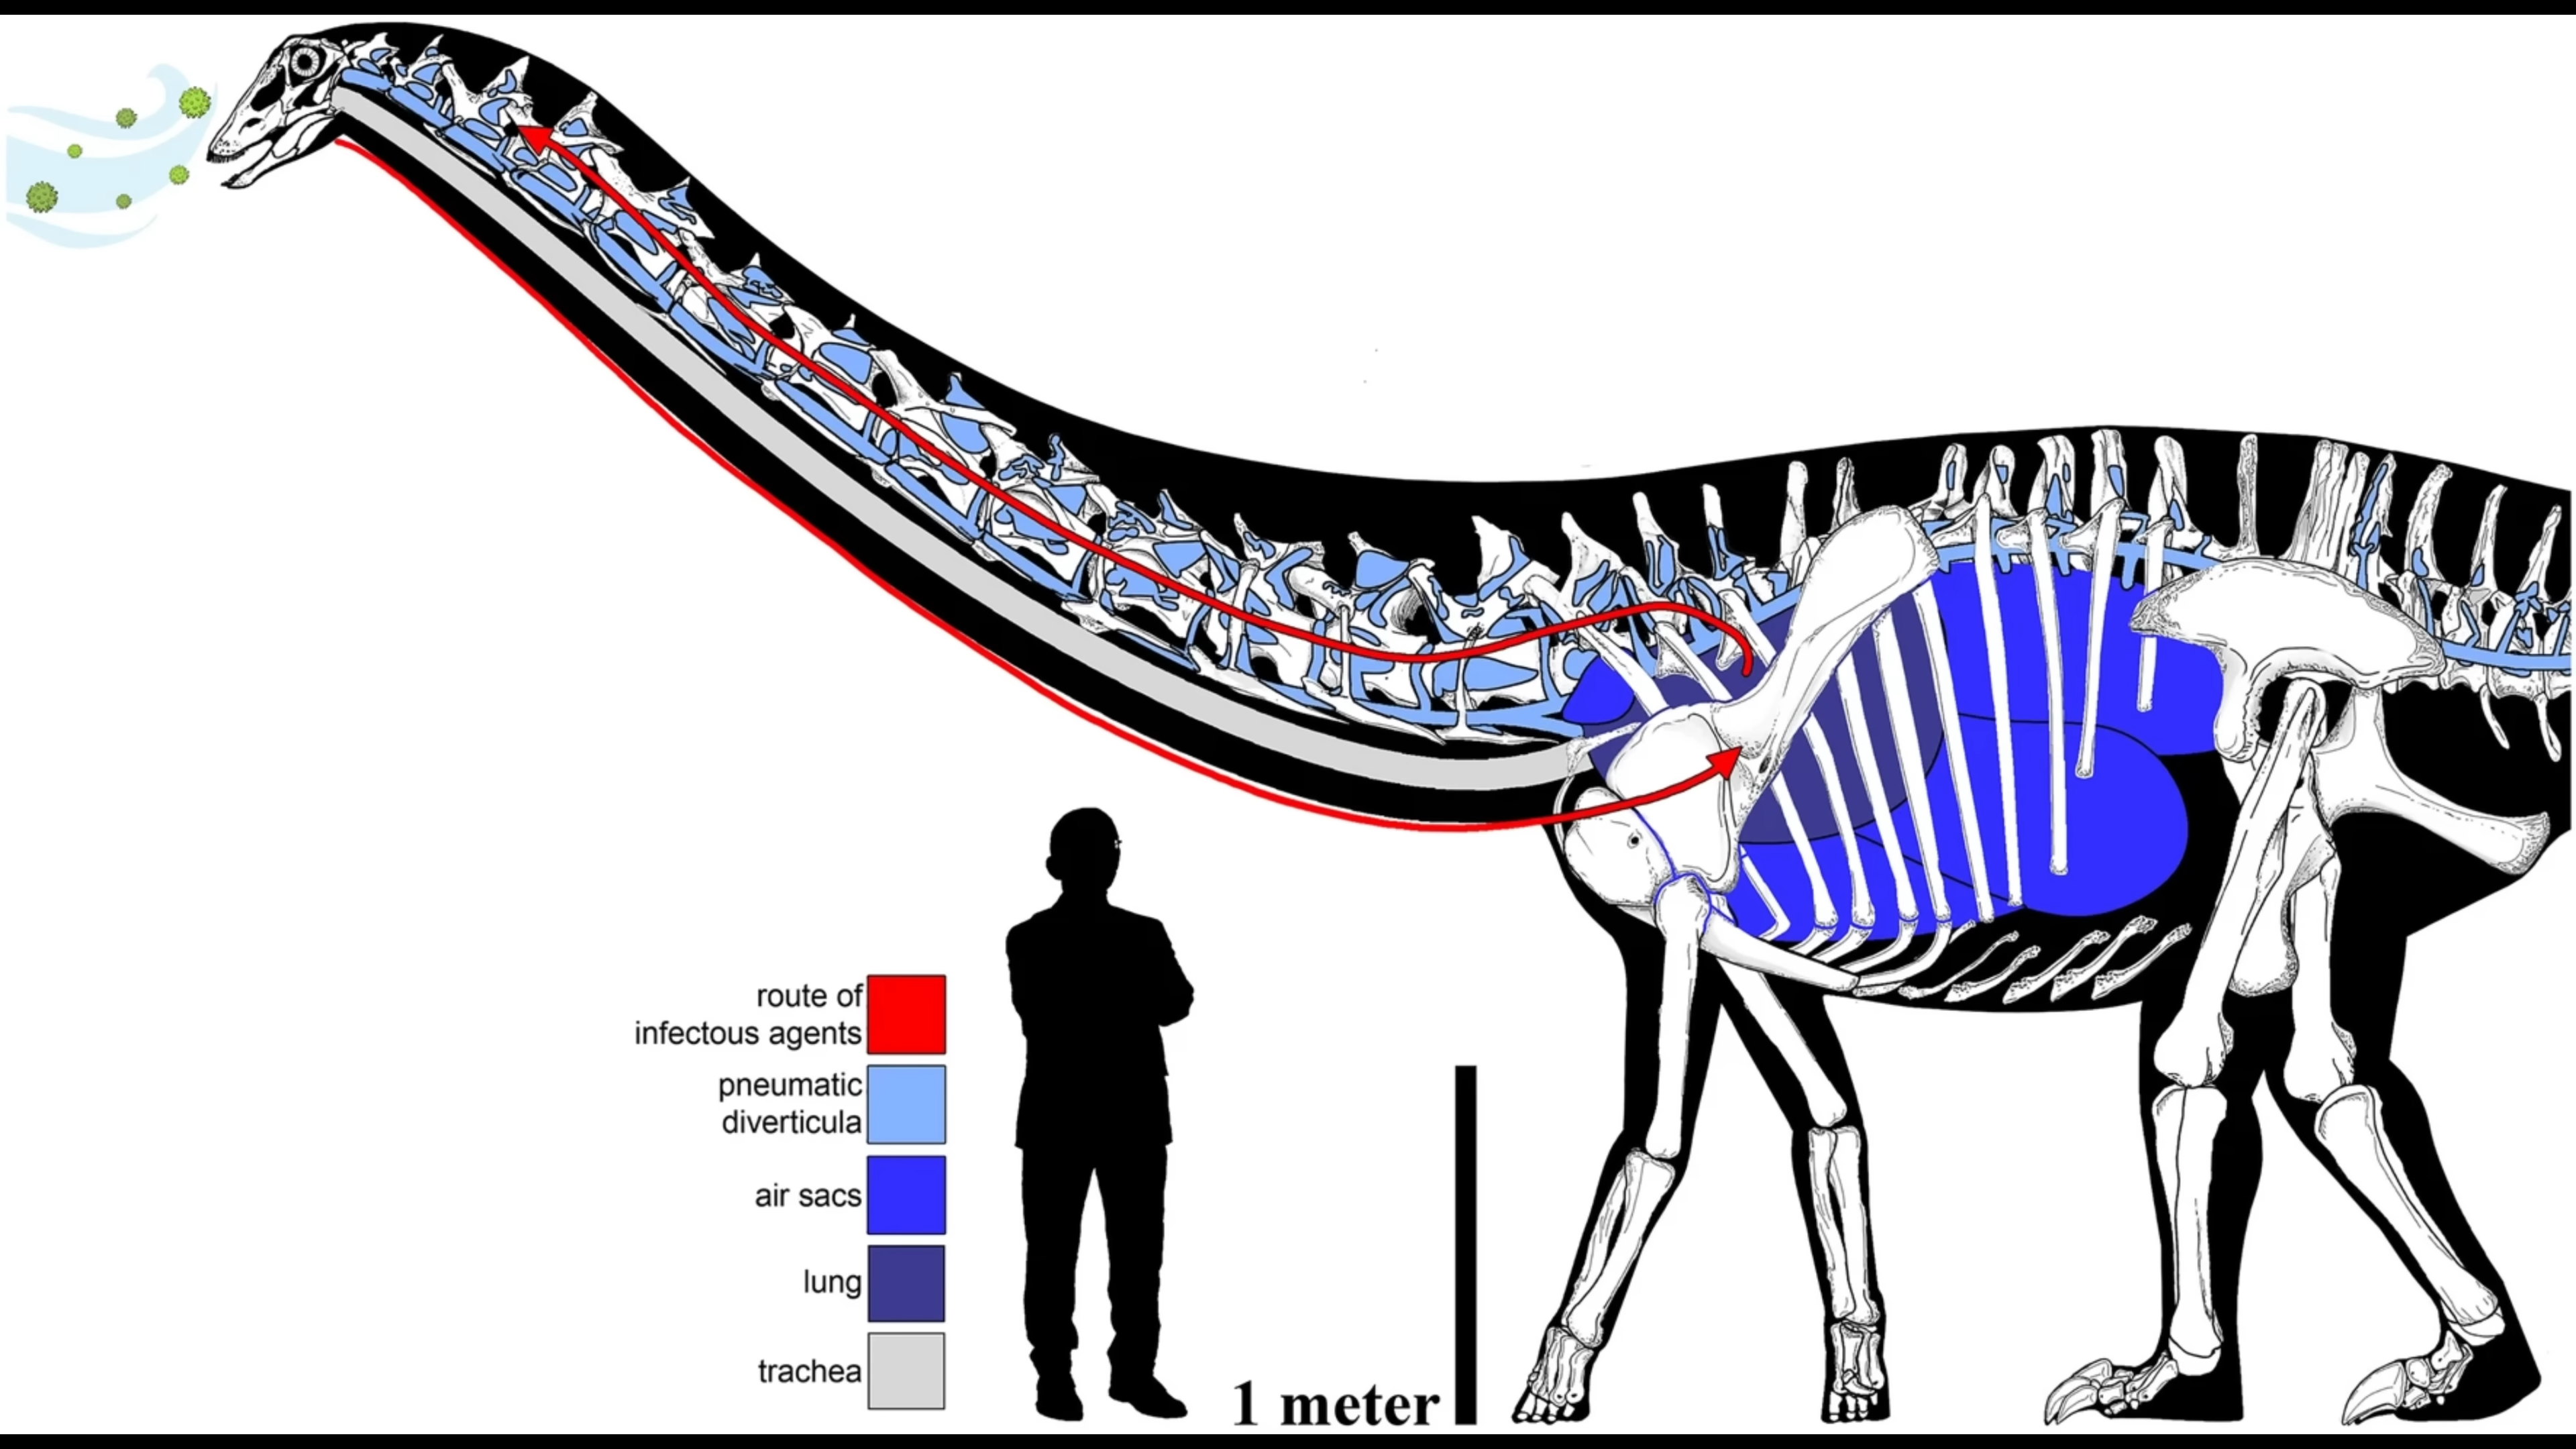 route of
infectous agents
pneumatic
diverticula
air sacs
lung
trachea
1 meter